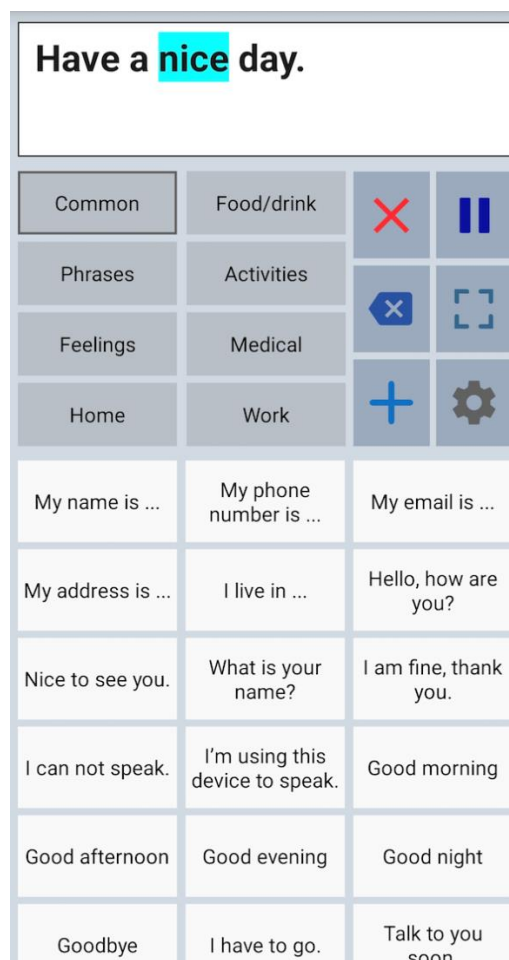 Have a nice day.
Common
Food/drink
Phrases
Activities
Feelings
Medical
Home
Work
My name is ...
My phone
number is ...
My email is ...
My address is ...
I live in ...
Hello, how are
you?
Nice to see you.
What is your
name?
I am fine, thank
you.
I can not speak.
I'm using this
device to speak.
Good morning
Good afternoon
Good evening
Good night
Goodbye
I have to go.
Talk to you
soon